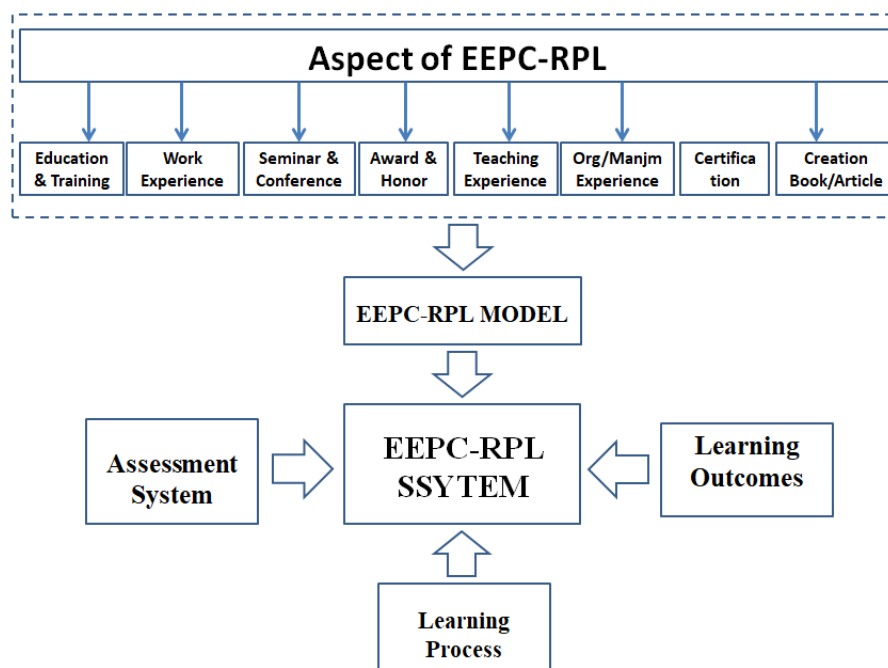 Aspect of EEPC-RPL
Education
& Training
Work
Experience
Seminar &
Conference
Award &
Honor
Teaching
Experience
Org/Manjm
Experience
Certifica
tion
Creation
Book/Article
EEPC-RPL MODEL
Assessment
System
EEPC-RPL
SSYTEM
Learning
Outcomes
Learning
Process